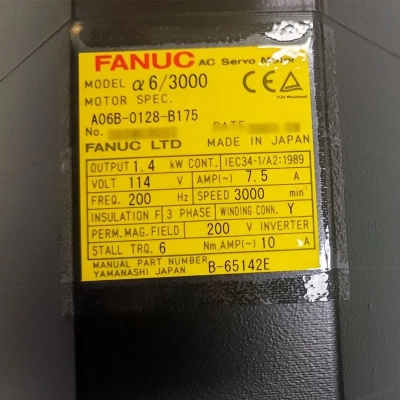 FANUC AC Servo Motor
MODEL α6/3000
MOTOR SPEC.
A06B-0128-B175
No. DATE
FANUC LTD MADE IN JAPAN
OUTPUT 1.4 kW CONT. IEC34-1/A2:1989
VOLT 114 V AMP(~) 7.5 A
FREQ. 200 Hz SPEED 3000 min
INSULATION F 3 PHASE WINDING CONN. Y
PERM.MAG.FIELD 200 V INVERTER
STALL TRQ. 6 Nm,AMP(~) 10 A
MANUAL PART NUMBER
YAMANASHI JAPAN B-65142E
CE
TÜV Rheinland